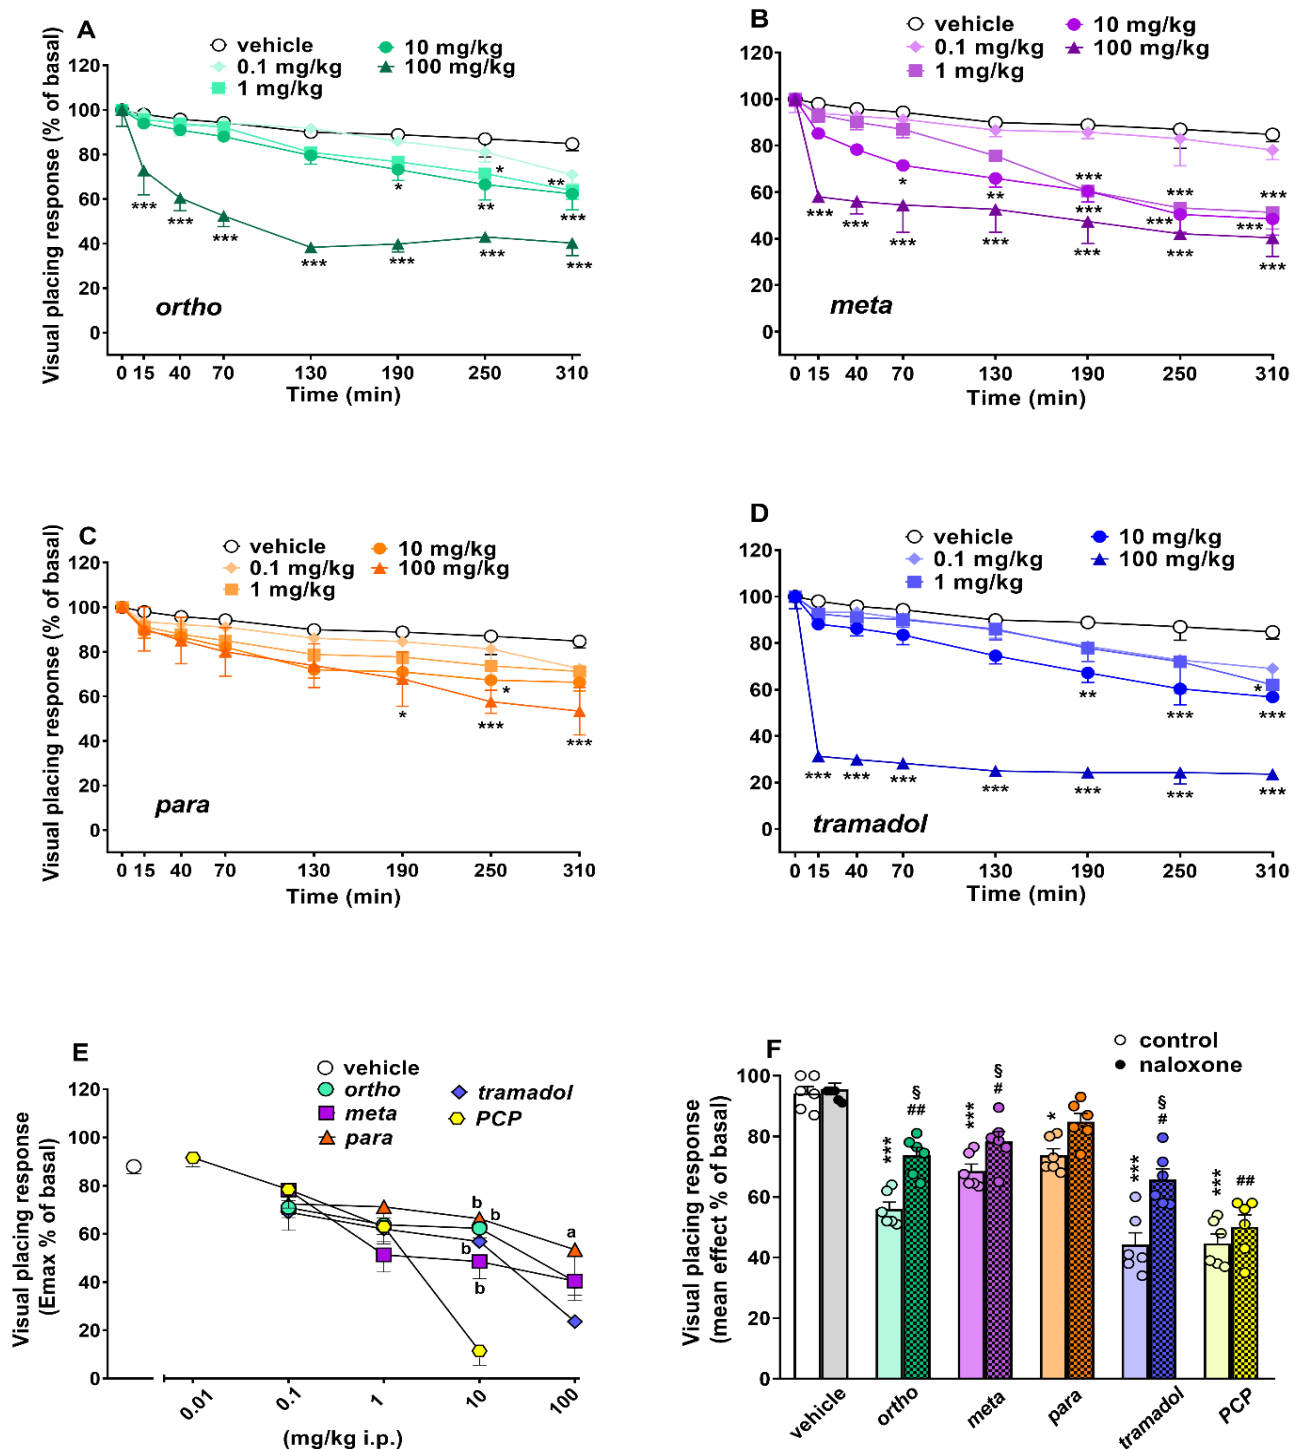 A
vehicle
0.1 mg/kg
1 mg/kg
10 mg/kg
100 mg/kg
Visual placing response (% of basal)
120
100
80
60
40
20
0
*
*
**
**
***
***
***
***
***
***
***
***
ortho
0 15 40 70 130 190 250 310
Time (min)
B
vehicle
0.1 mg/kg
1 mg/kg
10 mg/kg
100 mg/kg
120
100
80
60
40
20
0
*
**
***
***
***
***
***
***
***
***
***
***
***
***
***
meta
0 15 40 70 130 190 250 310
Time (min)
C
vehicle
0.1 mg/kg
1 mg/kg
10 mg/kg
100 mg/kg
Visual placing response (% of basal)
120
100
80
60
40
20
0
*
*
***
***
para
0 15 40 70 130 190 250 310
Time (min)
D
vehicle
0.1 mg/kg
1 mg/kg
10 mg/kg
100 mg/kg
120
100
80
60
40
20
0
*
**
***
***
***
***
***
***
***
***
***
tramadol
0 15 40 70 130 190 250 310
Time (min)
E
vehicle
ortho
meta
para
tramadol
PCP
Visual placing response
(Emax % of basal)
120
100
80
60
40
20
0
b
b
b
b
a
0.01 0.1 1 10 100
(mg/kg i.p.)
F
control
naloxone
Visual placing response
(mean effect % of basal)
100
80
60
40
20
0
***
§
##
***
§
#
*
***
§
#
***
##
vehicle ortho meta para tramadol PCP